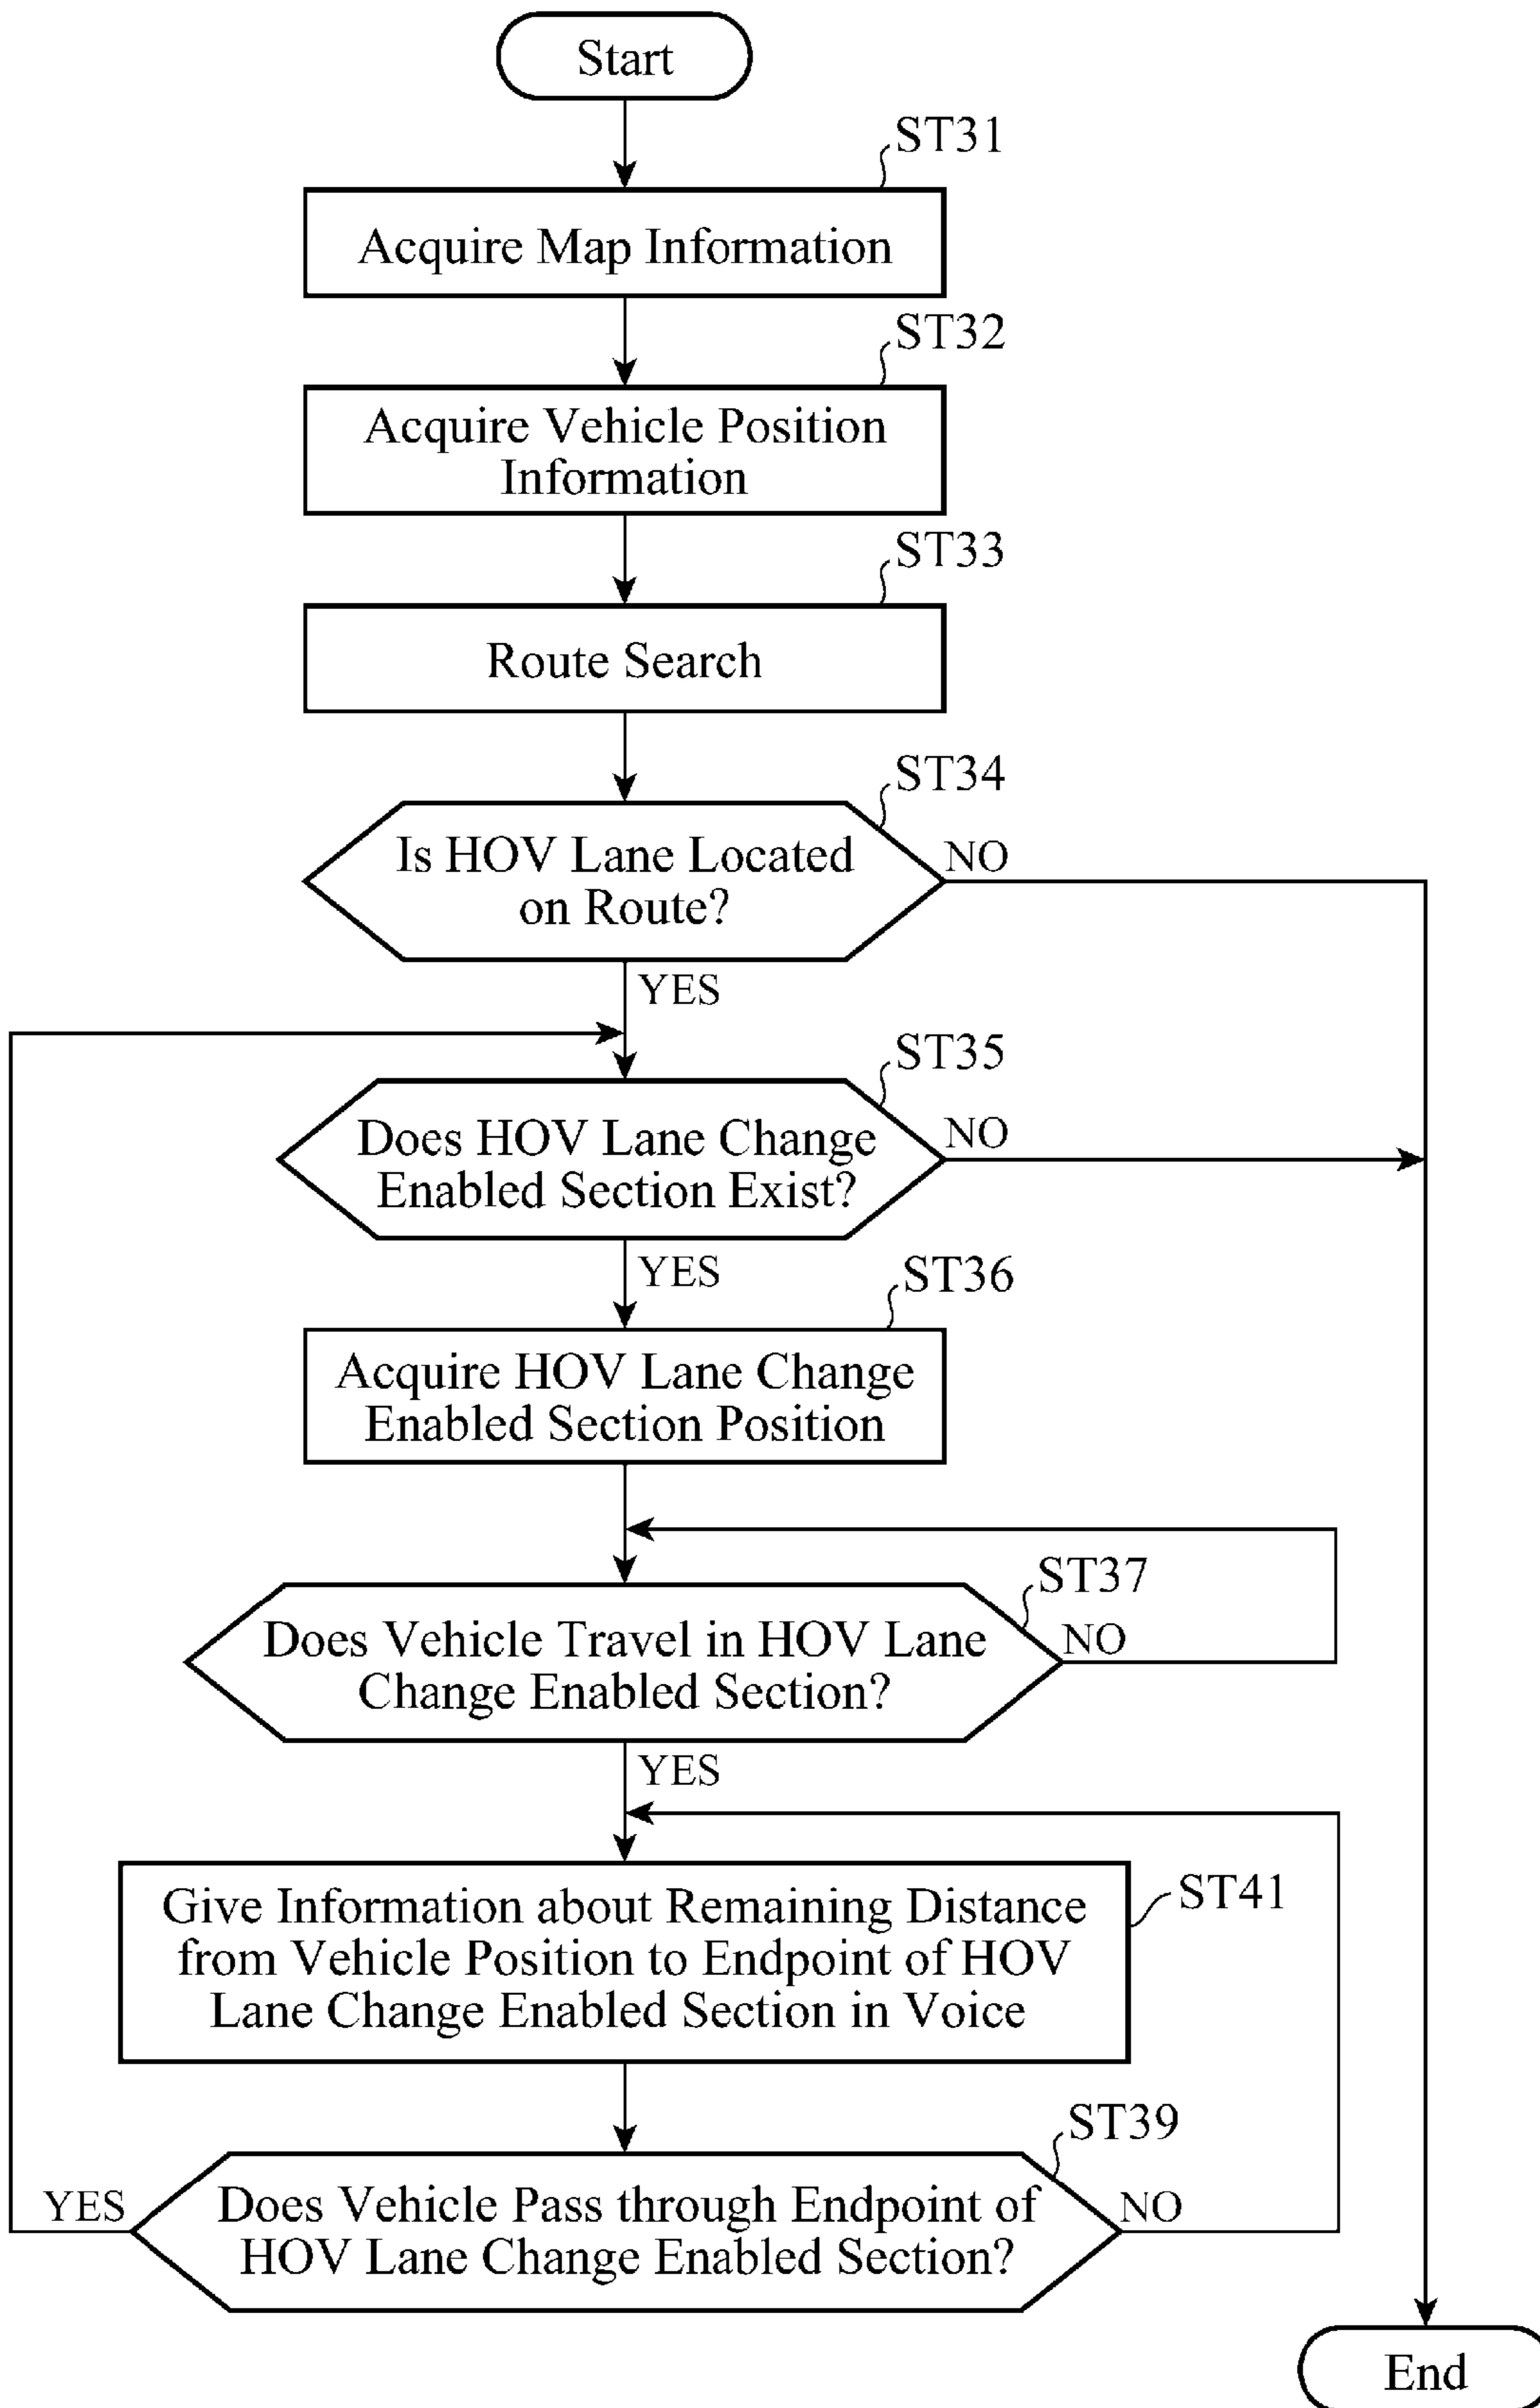 Start
ST31
Acquire Map Information
ST32
Acquire Vehicle Position
Information
ST33
Route Search
ST34
Is HOV Lane Located
on Route?
NO
YES
ST35
Does HOV Lane Change
Enabled Section Exist?
NO
YES
ST36
Acquire HOV Lane Change
Enabled Section Position
ST37
Does Vehicle Travel in HOV Lane
Change Enabled Section?
NO
YES
ST41
Give Information about Remaining Distance
from Vehicle Position to Endpoint of HOV
Lane Change Enabled Section in Voice
ST39
YES
Does Vehicle Pass through Endpoint of
HOV Lane Change Enabled Section?
NO
End